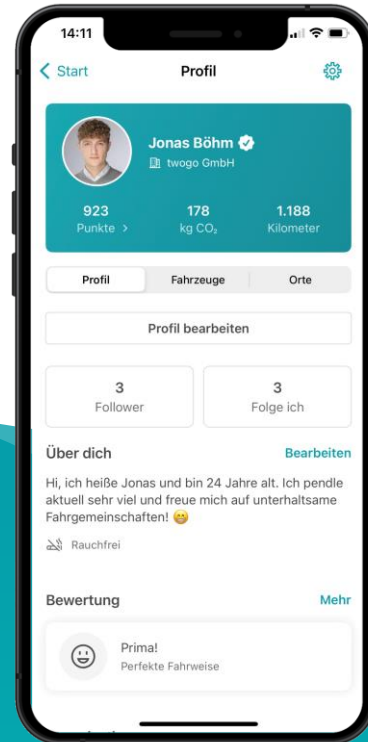 14:11
Start
Profil
Jonas Böhm
twogo GmbH
923
Punkte >
178
kg CO₂
1.188
Kilometer
Profil
Fahrzeuge
Orte
Profil bearbeiten
3
Follower
3
Folge ich
Über dich
Bearbeiten
Hi, ich heiße Jonas und bin 24 Jahre alt. Ich pendle
aktuell sehr viel und freue mich auf unterhaltsame
Fahrgemeinschaften! 😁
Rauchfrei
Bewertung
Mehr
Prima!
Perfekte Fahrweise